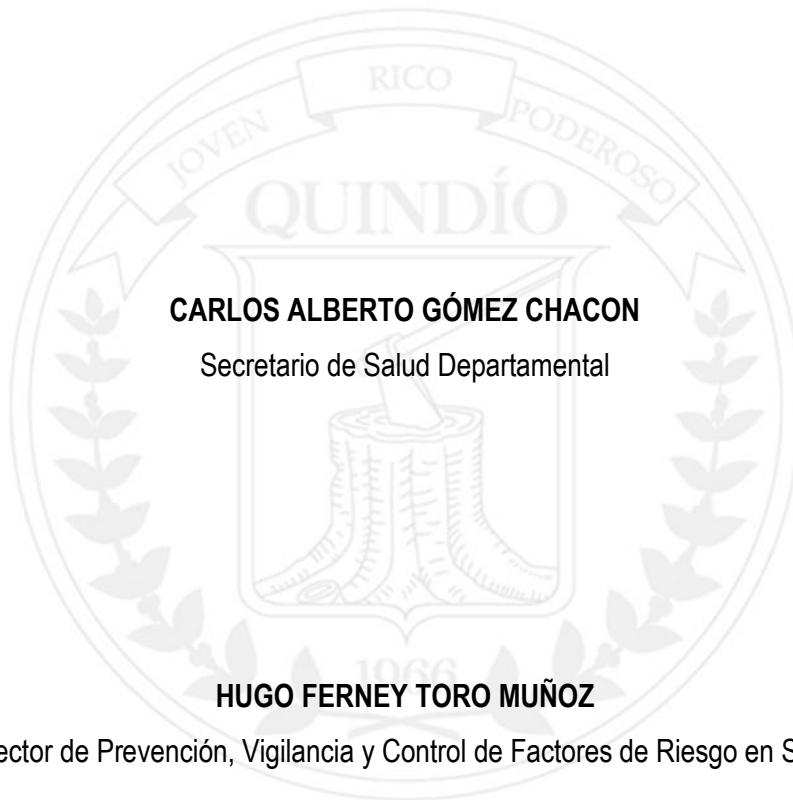 RICO
JOVEN
PODEROSO
QUINDÍO
CARLOS ALBERTO GÓMEZ CHACON
Secretario de Salud Departamental
1966
HUGO FERNEY TORO MUÑOZ
ector de Prevención, Vigilancia y Control de Factores de Riesgo en S